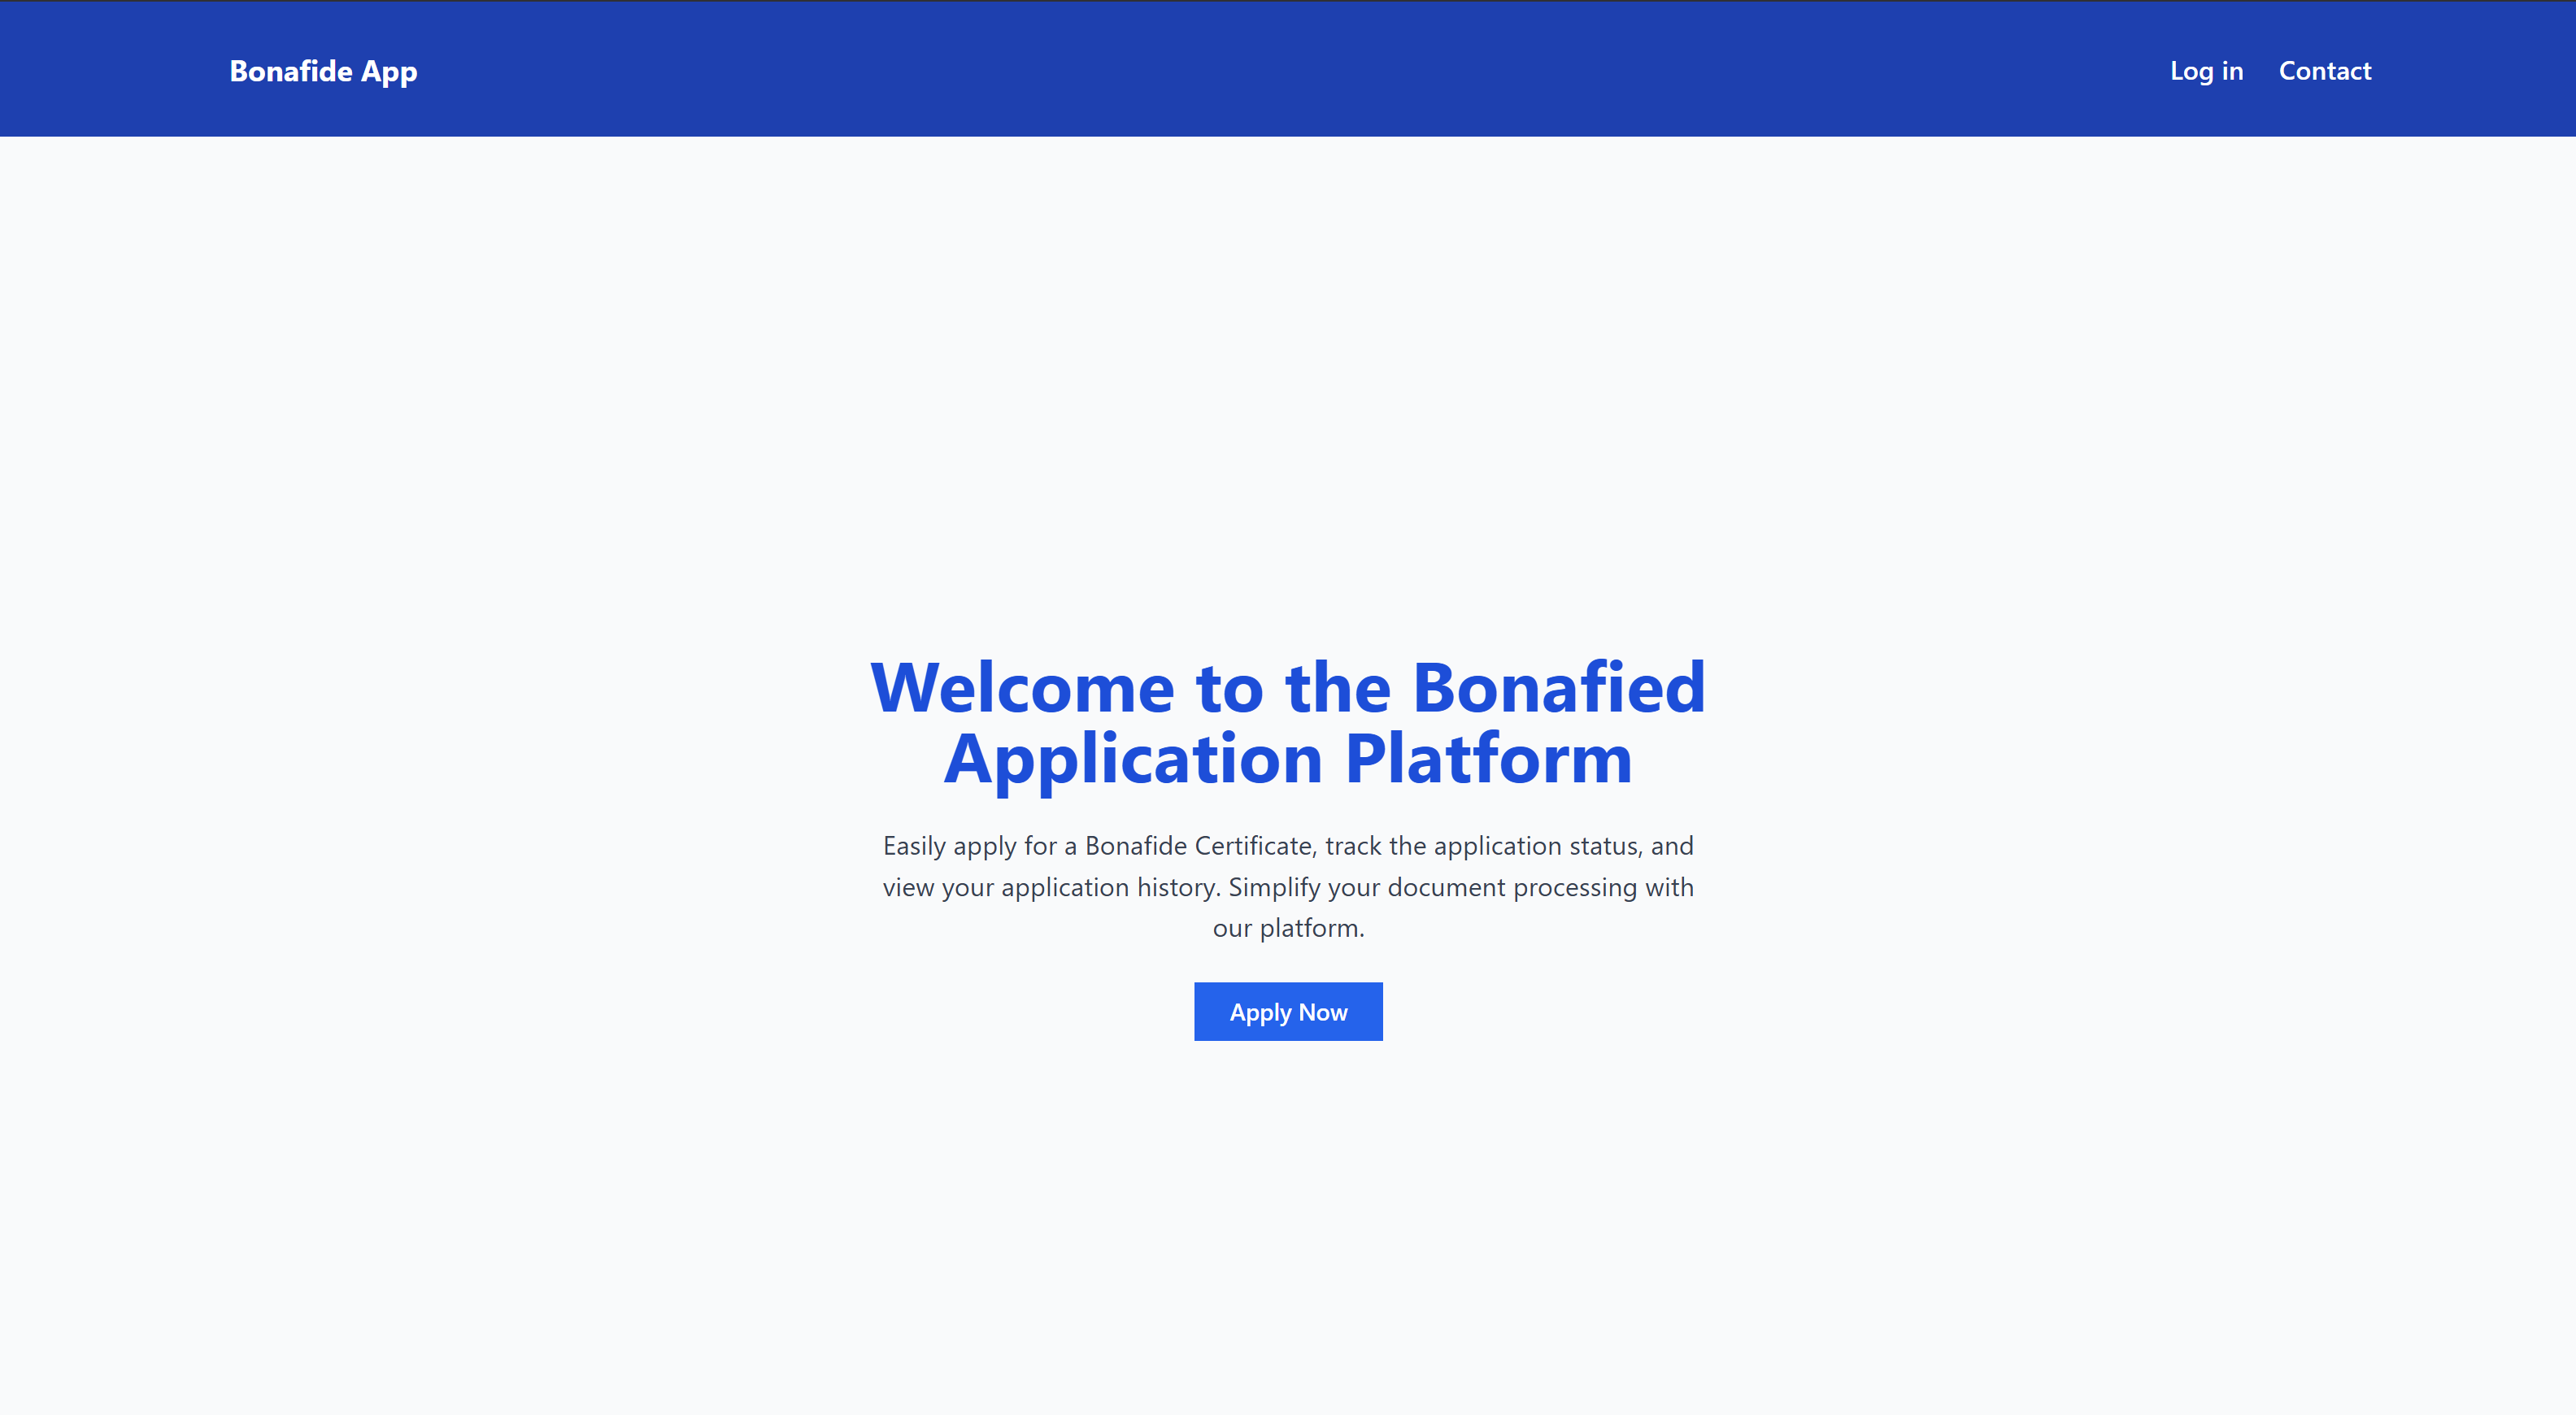 Bonafide App
Log in
Contact
Welcome to the Bonafied
Application Platform
Easily apply for a Bonafide Certificate, track the application status, and
view your application history. Simplify your document processing with
our platform.
Apply Now